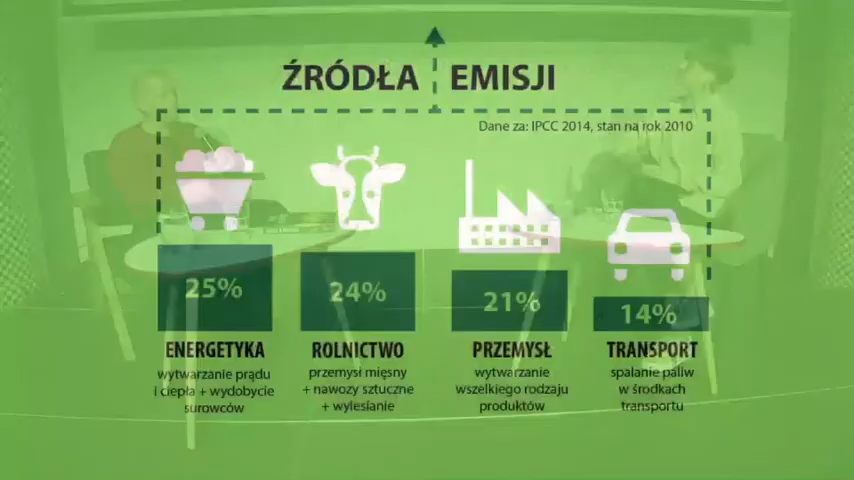 ŹRÓDŁA EMISJI
Dane za: IPCC 2014, stan na rok 2010
25%
24%
21%
14%
ENERGETYKA
wytwarzanie prądu
i ciepła + wydobycie
surowców
ROLNICTWO
przemysł mięsny
+ nawozy sztuczne
+ wylesianie
PRZEMYSŁ
wytwarzanie
wszelkiego rodzaju
produktów
TRANSPORT
spalanie paliw
w środkach
transportu